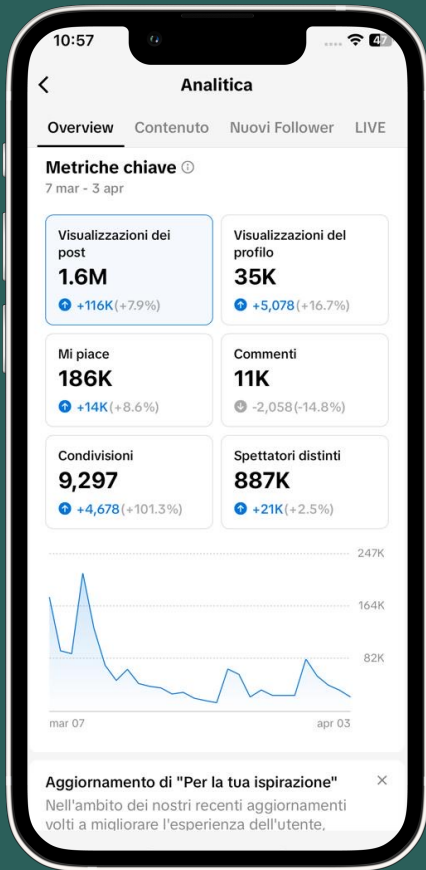 10:57
47
Analitica
Overview Contenuto Nuovi Follower LIVE
Metriche chiave
7 mar - 3 apr
Visualizzazioni dei
post
1.6M
+116K(+7.9%)
Visualizzazioni del
profilo
35K
+5,078(+16.7%)
Mi piace
186K
+14K(+8.6%)
Commenti
11K
-2,058(-14.8%)
Condivisioni
9,297
+4,678(+101.3%)
Spettatori distinti
887K
+21K(+2.5%)
247K
164K
82K
mar 07 apr 03
Aggiornamento di "Per la tua ispirazione"
Nell'ambito dei nostri recenti aggiornamenti
volti a migliorare l'esperienza dell'utente,